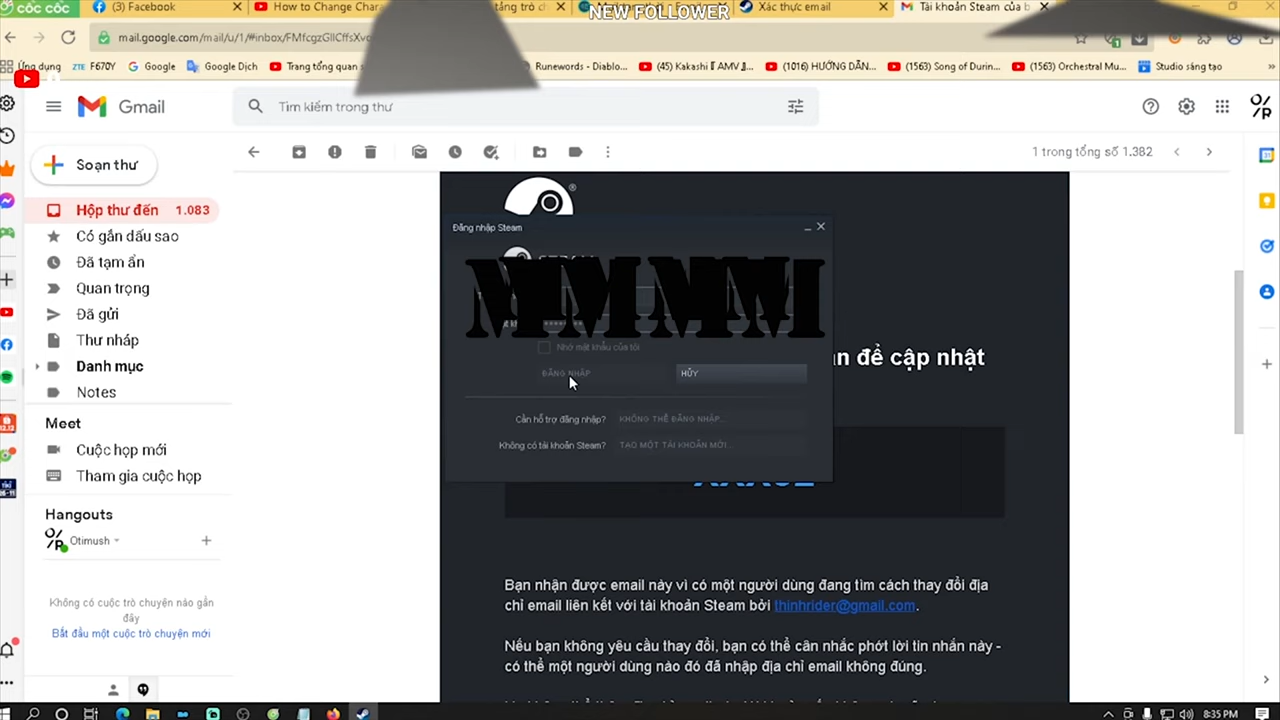 NEW FOLLOWER
CỐC CỐC
(3) Facebook
How to Change Chara
tảng trò ch
Xác thực email
Tài khoản Steam của b
mail.google.com/mail/u/1/#inbox/FMfcgzGllCffsXvc
Ứng dụng
ZTE F670Y
Google
Google Dịch
Trang tổng quan
Runewords - Diablo...
(45) Kakashi『 AMV 』...
(1016) HƯỚNG DẪN...
(1563) Song of Durin...
(1563) Orchestral Mu...
Studio sáng tạo
Gmail
Tìm kiếm trong thư
Soạn thư
1 trong tổng số 1.382
Hộp thư đến 1.083
Có gắn dấu sao
Đã tạm ẩn
Quan trọng
Đã gửi
Thư nháp
Danh mục
Notes
Meet
Cuộc họp mới
Tham gia cuộc họp
Hangouts
Otimush
Không có cuộc trò chuyện nào gần
đây
Bắt đầu một cuộc trò chuyện mới
Đăng nhập Steam
Nhớ mật khẩu của tôi
ĐĂNG NHẬP
HỦY
Cần hỗ trợ đăng nhập?
KHÔNG THỂ ĐĂNG NHẬP...
Không có tài khoản Steam?
TẠO MỘT TÀI KHOẢN MỚI...
để cập nhật
Bạn nhận được email này vì có một người dùng đang tìm cách thay đổi địa
chỉ email liên kết với tài khoản Steam bởi thinhrider@gmail.com.
Nếu bạn không yêu cầu thay đổi, bạn có thể cân nhắc phớt lời tin nhắn này -
có thể một người dùng nào đó đã nhập địa chỉ email không đúng.
8:35 PM